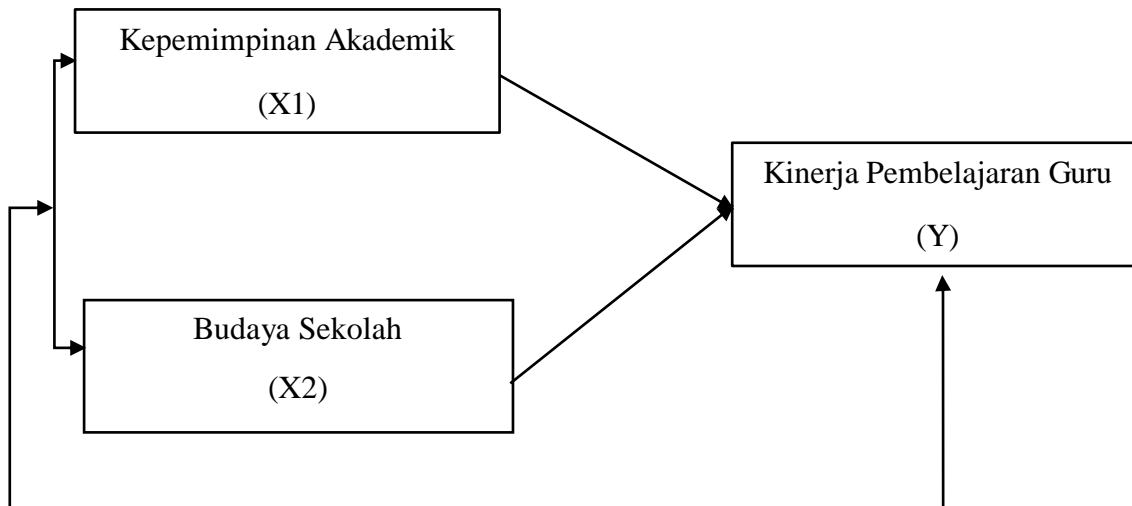 Kepemimpinan Akademik
(X1)
Kinerja Pembelajaran Guru
(Y)
Budaya Sekolah
(X2)